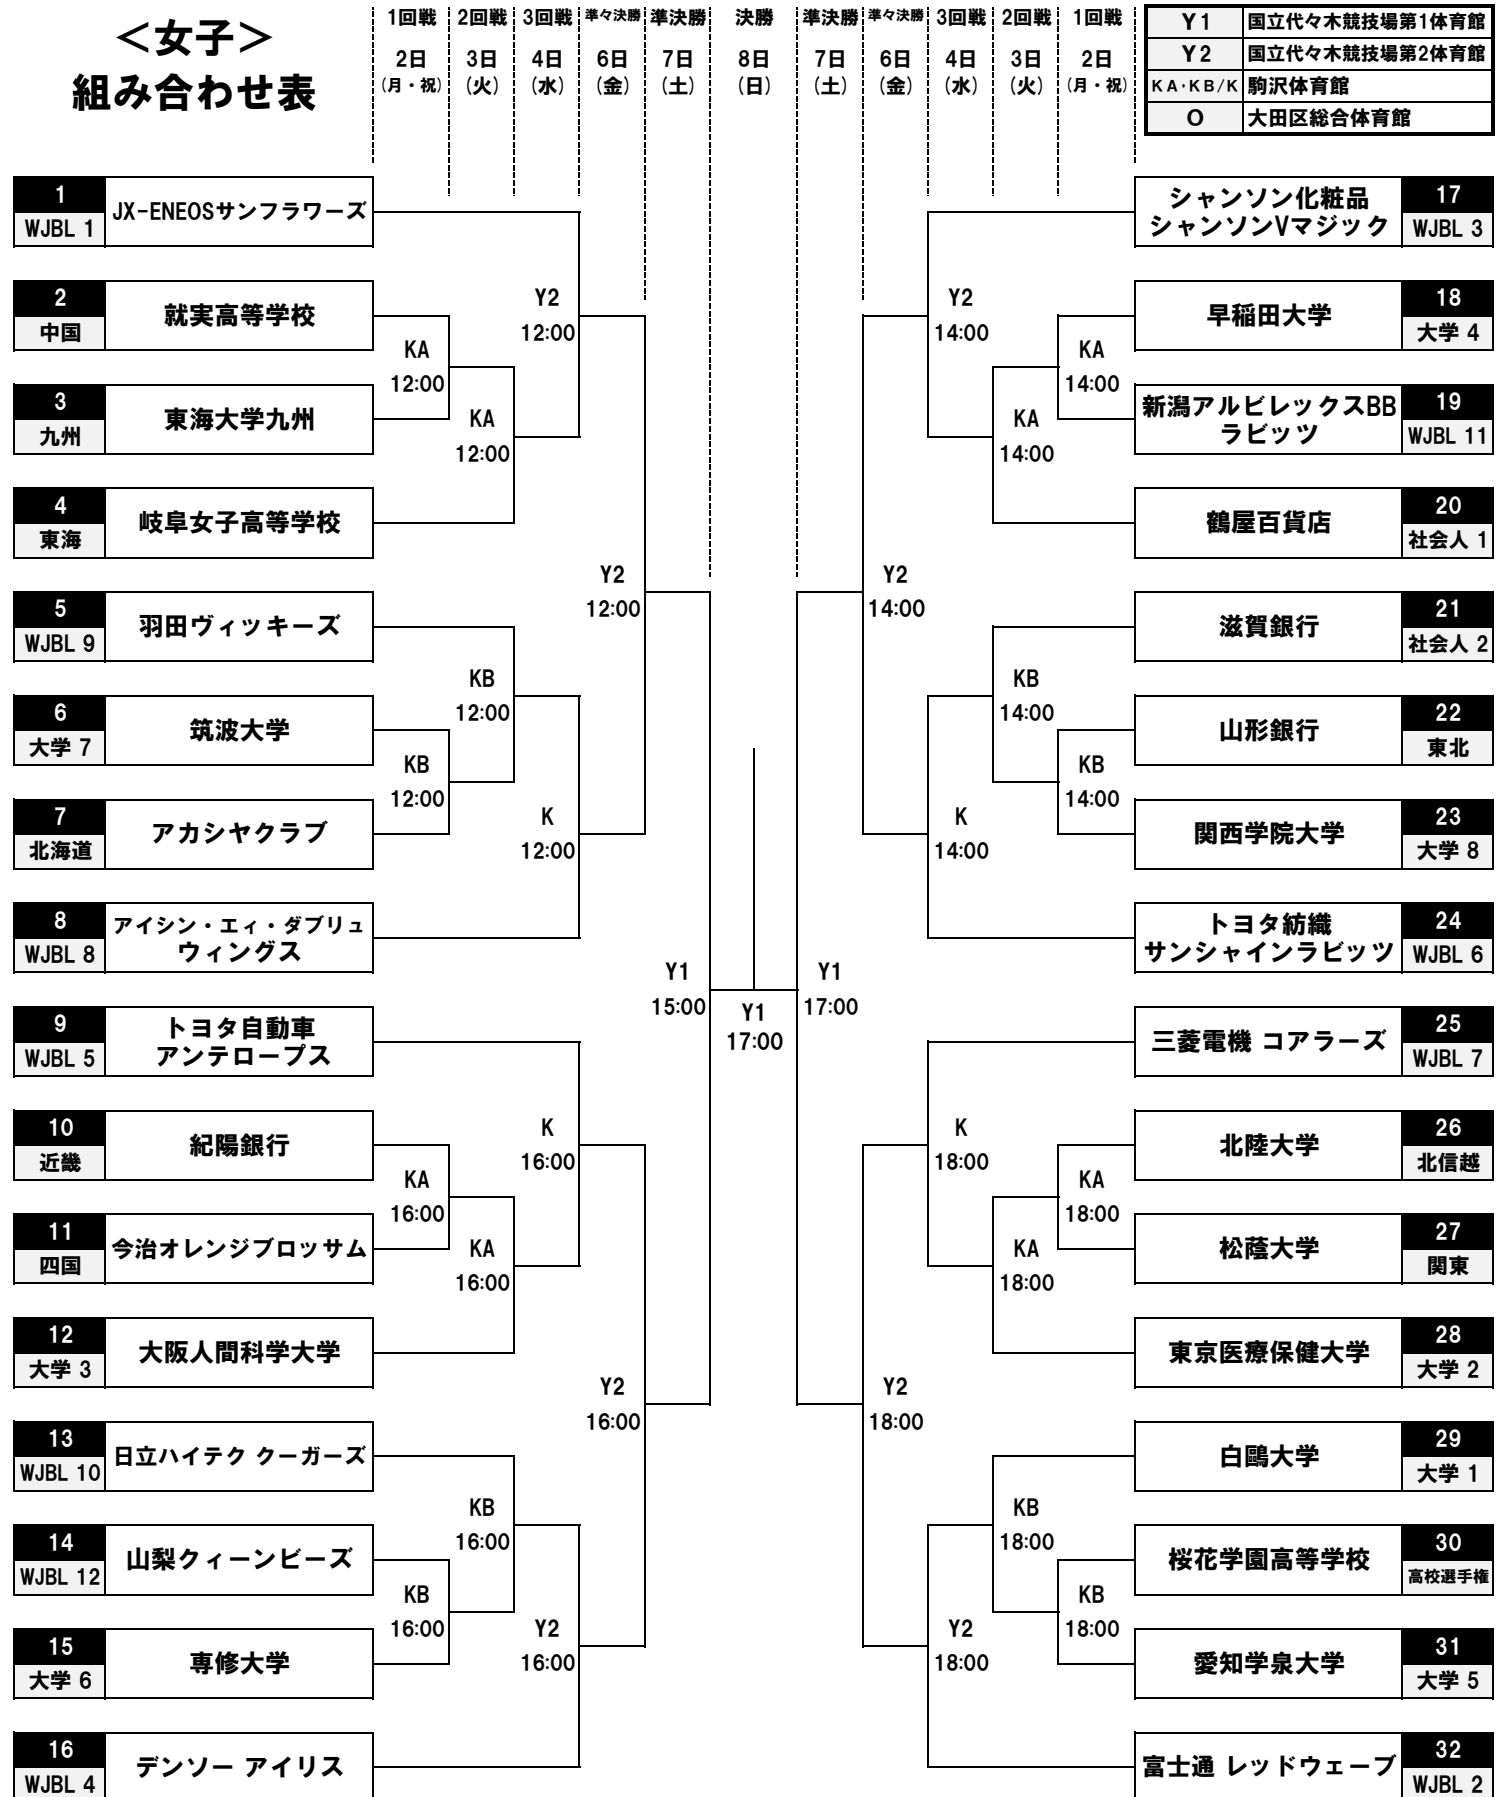 ＜女子＞
組み合わせ表
1回戦 2回戦 3回戦 準々決勝 準決勝 決勝 準決勝 準々決勝 3回戦 2回戦 1回戦
2日 3日 4日 6日 7日 8日 7日 6日 4日 3日 2日
(月・祝) (火) (水) (金) (土) (日) (土) (金) (水) (火) (月・祝)
Y1 国立代々木競技場第1体育館
Y2 国立代々木競技場第2体育館
KA・KB/K 駒沢体育館
O 大田区総合体育館
1
WJBL 1
JX-ENEOSサンフラワーズ
2
中国
就実高等学校
3
九州
東海大学九州
4
東海
岐阜女子高等学校
5
WJBL 9
羽田ヴィッキーズ
6
大学 7
筑波大学
7
北海道
アカシヤクラブ
8
WJBL 8
アイシン・エィ・ダブリュ
ウィングス
9
WJBL 5
トヨタ自動車
アンテロープス
10
近畿
紀陽銀行
11
四国
今治オレンジブロッサム
12
大学 3
大阪人間科学大学
13
WJBL 10
日立ハイテク クーガーズ
14
WJBL 12
山梨クィーンビーズ
15
大学 6
専修大学
16
WJBL 4
デンソー アイリス
KA
12:00
KB
12:00
KA
16:00
KB
16:00
KA
12:00
KB
12:00
KA
16:00
KB
16:00
Y2
12:00
K
12:00
K
16:00
Y2
16:00
Y2
12:00
Y2
16:00
Y1
15:00
Y1
17:00
Y1
17:00
Y2
14:00
Y2
18:00
Y2
14:00
K
14:00
K
18:00
Y2
18:00
KA
14:00
KB
14:00
KA
18:00
KB
18:00
KA
14:00
KB
14:00
KA
18:00
KB
18:00
シャンソン化粧品
シャンソンVマジック
17
WJBL 3
早稲田大学
18
大学 4
新潟アルビレックスBB
ラビッツ
19
WJBL 11
鶴屋百貨店
20
社会人 1
滋賀銀行
21
社会人 2
山形銀行
22
東北
関西学院大学
23
大学 8
トヨタ紡織
サンシャインラビッツ
24
WJBL 6
三菱電機 コアラーズ
25
WJBL 7
北陸大学
26
北信越
松蔭大学
27
関東
東京医療保健大学
28
大学 2
白鷗大学
29
大学 1
桜花学園高等学校
30
高校選手権
愛知学泉大学
31
大学 5
富士通 レッドウェーブ
32
WJBL 2